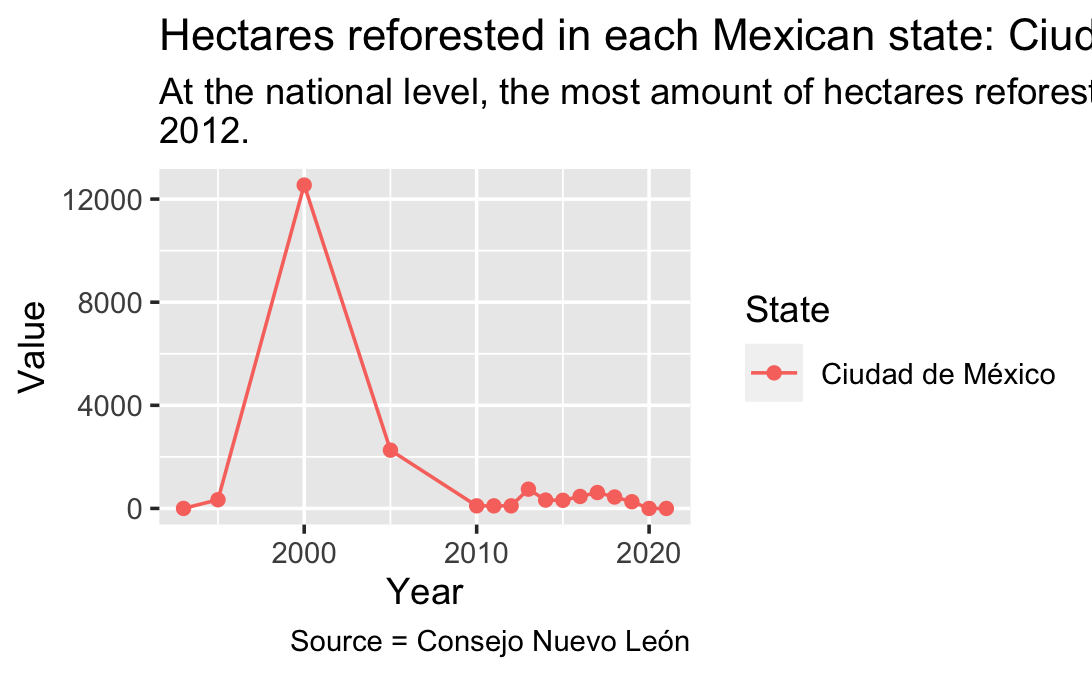 Hectares reforested in each Mexican state: Ciud
At the national level, the most amount of hectares reforest
2012.
12000
8000
4000
0
Value
2000 2010 2020
Year
State
Ciudad de México
Source = Consejo Nuevo León